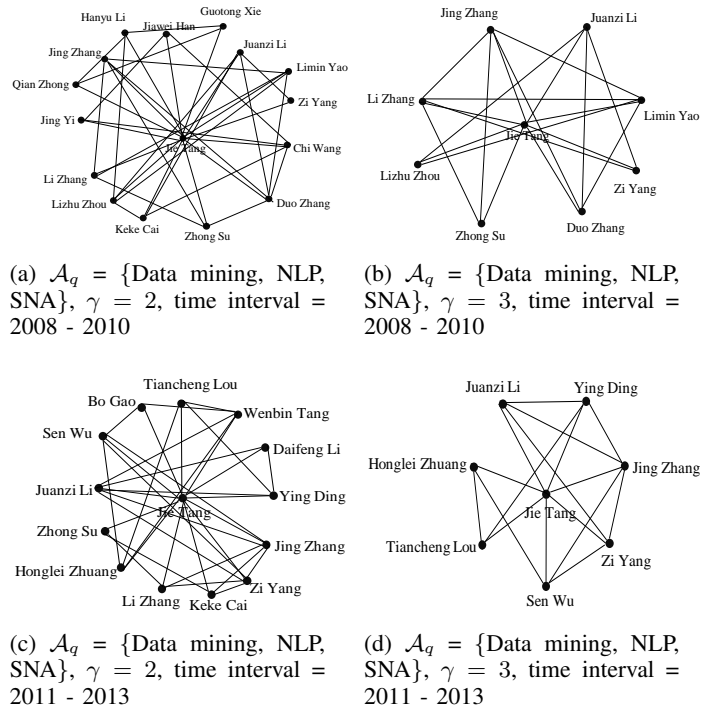 Hanyu Li
Jiawei Han
Guotong Xie
Jing Zhang
Juanzi Li
Limin Yao
Qian Zhong
Zi Yang
Jing Yi
Jie Tang
Chi Wang
Li Zhang
Lizhu Zhou
Duo Zhang
Keke Cai
Zhong Su
(a) 𝒜q = {Data mining, NLP,
SNA}, γ = 2, time interval =
2008 - 2010
Jing Zhang
Juanzi Li
Li Zhang
Limin Yao
Jie Tang
Lizhu Zhou
Zi Yang
Zhong Su
Duo Zhang
(b) 𝒜q = {Data mining, NLP,
SNA}, γ = 3, time interval =
2008 - 2010
Tiancheng Lou
Bo Gao
Wenbin Tang
Sen Wu
Daifeng Li
Juanzi Li
Ying Ding
Jie Tang
Zhong Su
Jing Zhang
Honglei Zhuang
Zi Yang
Li Zhang
Keke Cai
(c) 𝒜q = {Data mining, NLP,
SNA}, γ = 2, time interval =
2011 - 2013
Juanzi Li
Ying Ding
Honglei Zhuang
Jing Zhang
Jie Tang
Tiancheng Lou
Zi Yang
Sen Wu
(d) 𝒜q = {Data mining, NLP,
SNA}, γ = 3, time interval =
2011 - 2013